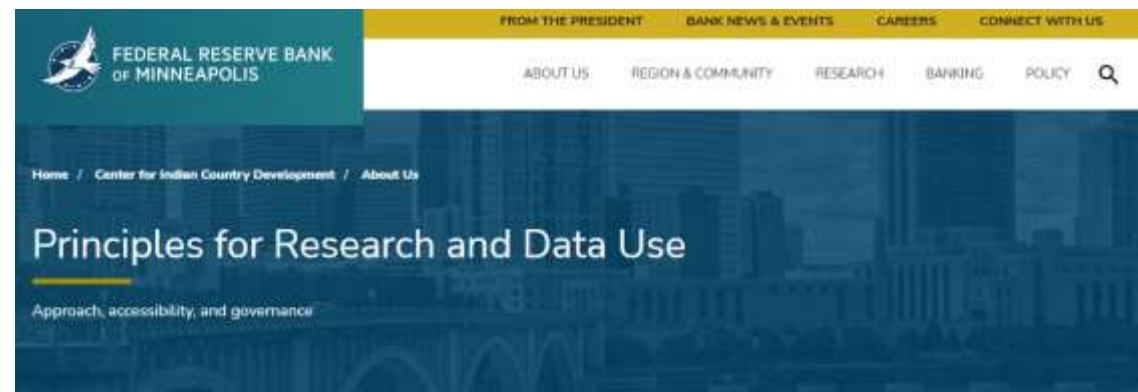 FROM THE PRESIDENT BANK NEWS & EVENTS CAREERS CONNECT WITH US
FEDERAL RESERVE BANK
OF MINNEAPOLIS
ABOUT US REGION & COMMUNITY RESEARCH BANKING POLICY
Home / Center for Indian Country Development / About Us
Principles for Research and Data Use
Approach, accessibility, and governance